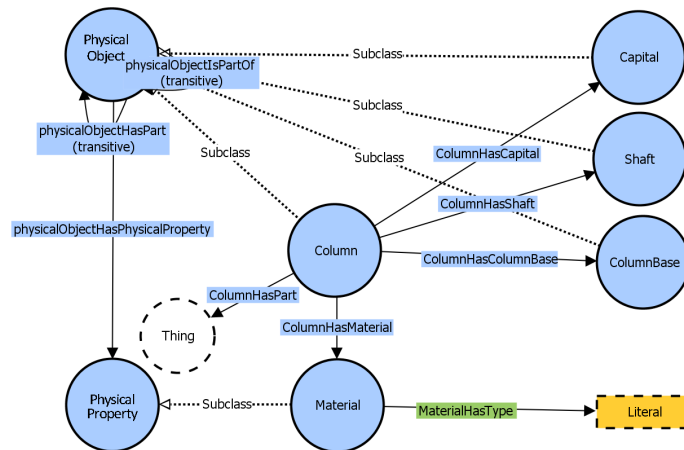 Physical
Object
physicalObjectIsPartOf
(transitive)
Subclass
Capital
Subclass
physicalObjectHasPart
(transitive)
Subclass
Subclass
ColumnHasCapital
Shaft
ColumnHasShaft
physicalObjectHasPhysicalProperty
Column
ColumnHasColumnBase
ColumnBase
ColumnHasPart
Thing
ColumnHasMaterial
Physical
Property
Subclass
Material
MaterialHasType
Literal